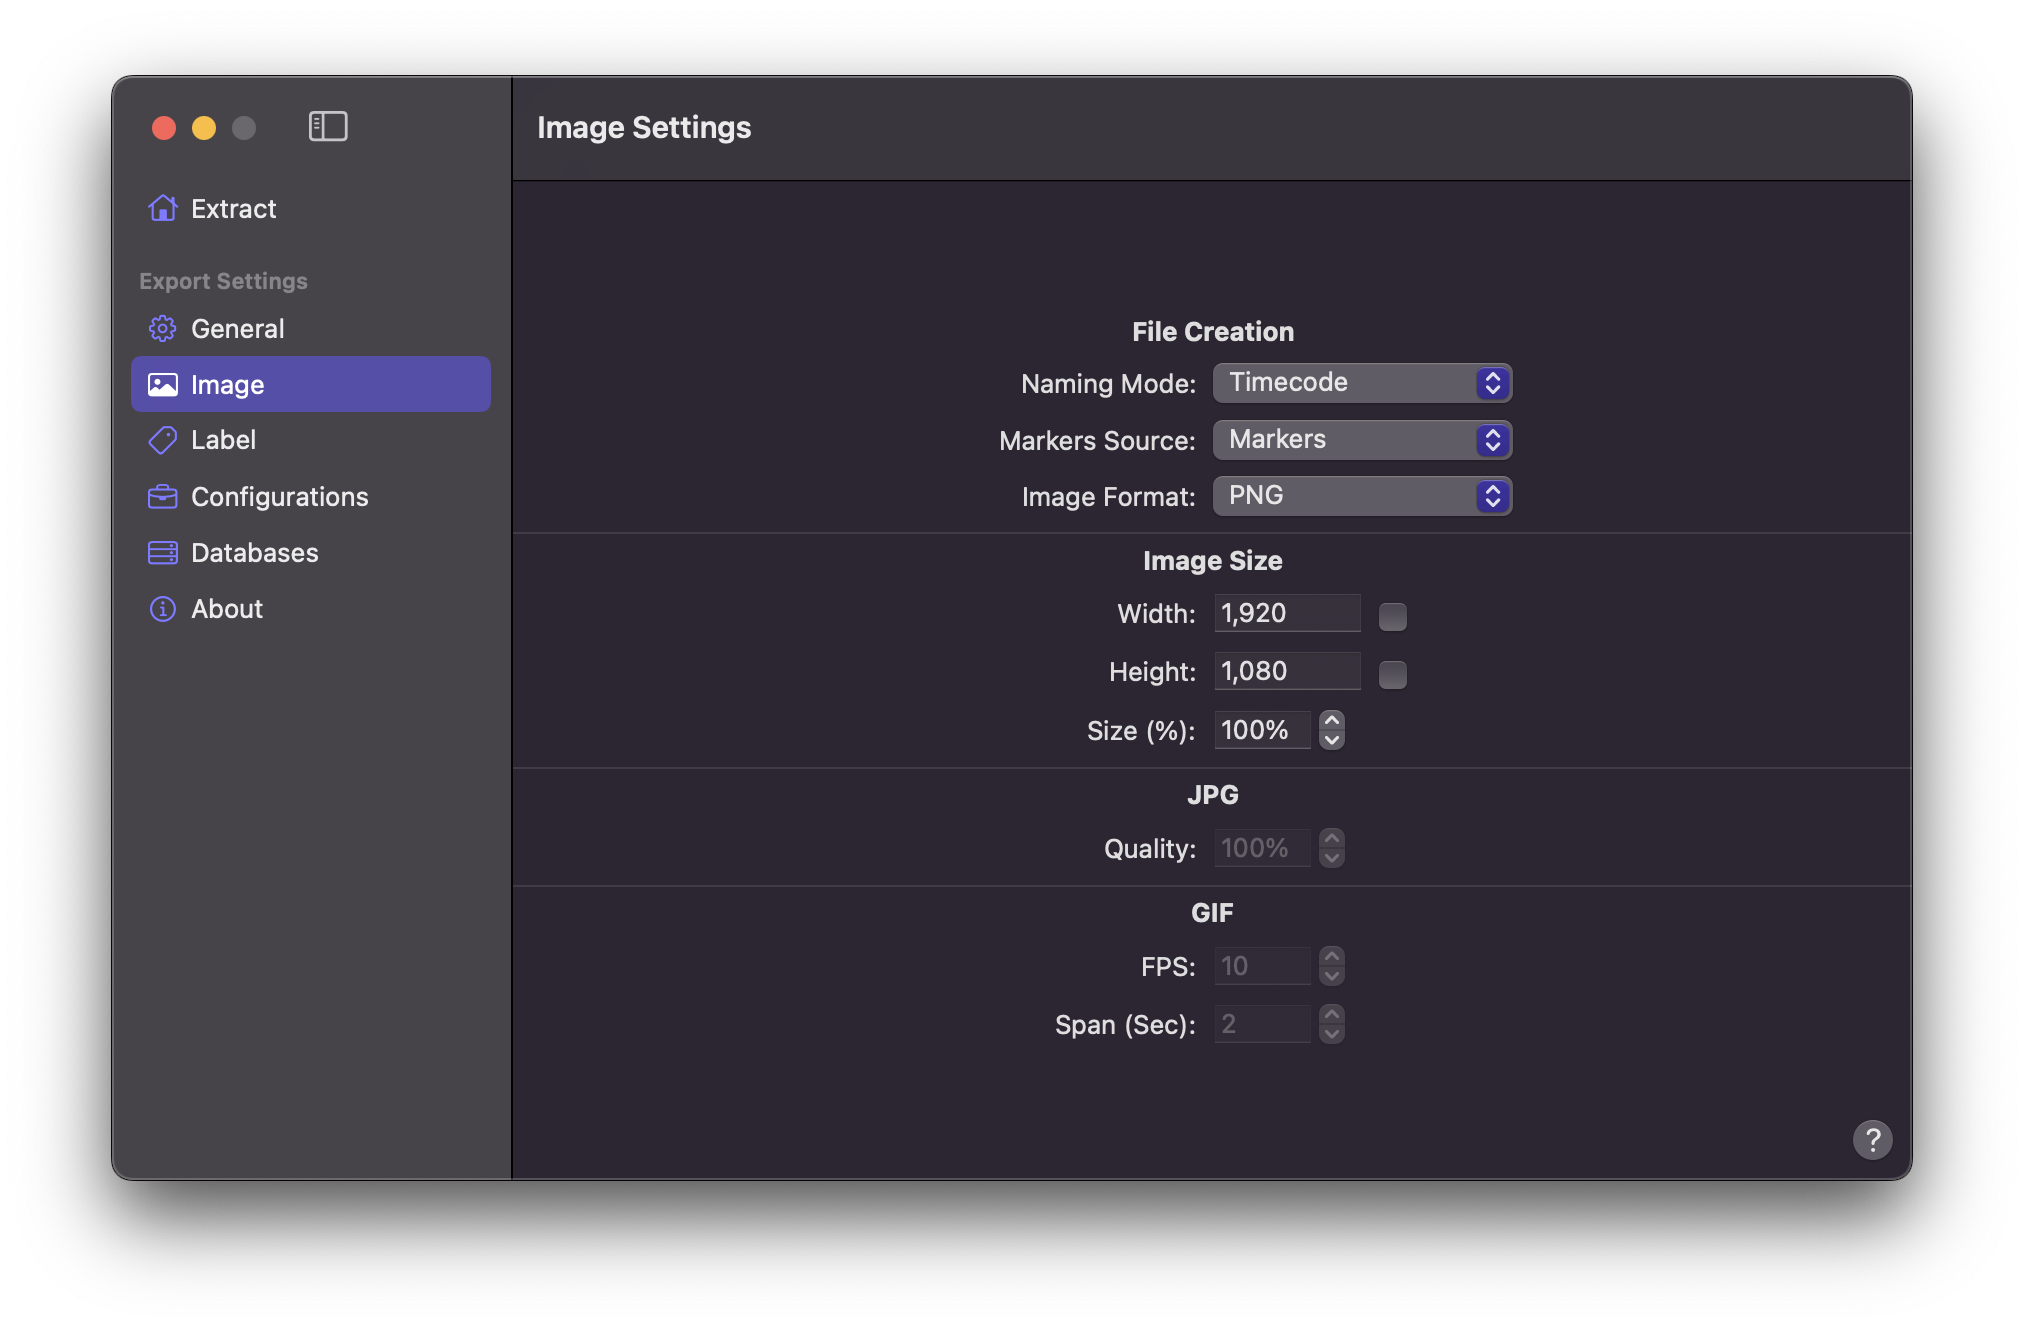 Image Settings
Extract
Export Settings
General
Image
Label
Configurations
Databases
About
File Creation
Naming Mode: Timecode
Markers Source: Markers
Image Format: PNG
Image Size
Width: 1,920
Height: 1,080
Size (%): 100%
JPG
Quality: 100%
GIF
FPS: 10
Span (Sec): 2
?